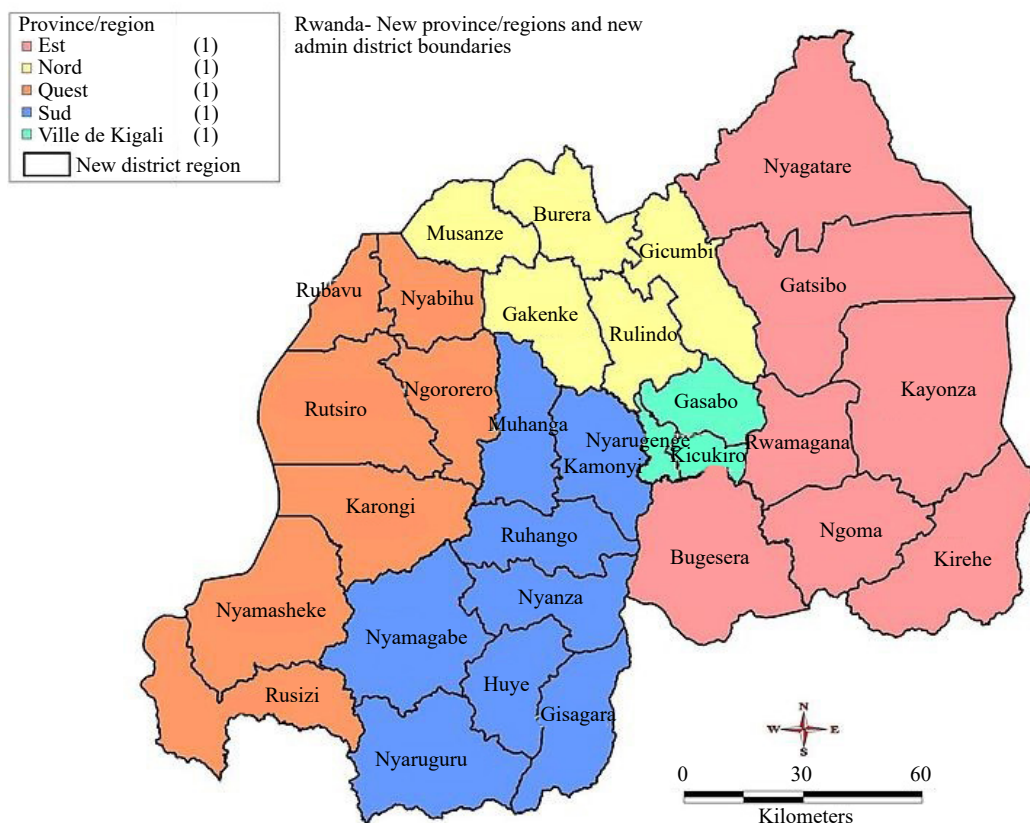 Province/region
Est (1)
Nord (1)
Quest (1)
Sud (1)
Ville de Kigali (1)
New district region
Rwanda- New province/regions and new
admin district boundaries
Nyagatare
Burera
Musanze
Gicumbi
Rubavu
Nyabihu
Gatsibo
Gakenke
Rulindo
Ngororero
Kayonza
Rutsiro
Gasabo
Muhanga
Nyarugenge
Rwamagana
Kicukiro
Kamonyi
Karongi
Ruhango
Ngoma
Bugesera
Kirehe
Nyanza
Nyamasheke
Nyamagabe
Huye
Rusizi
Gisagara
Nyaruguru
N
W E
S
0 30 60
Kilometers